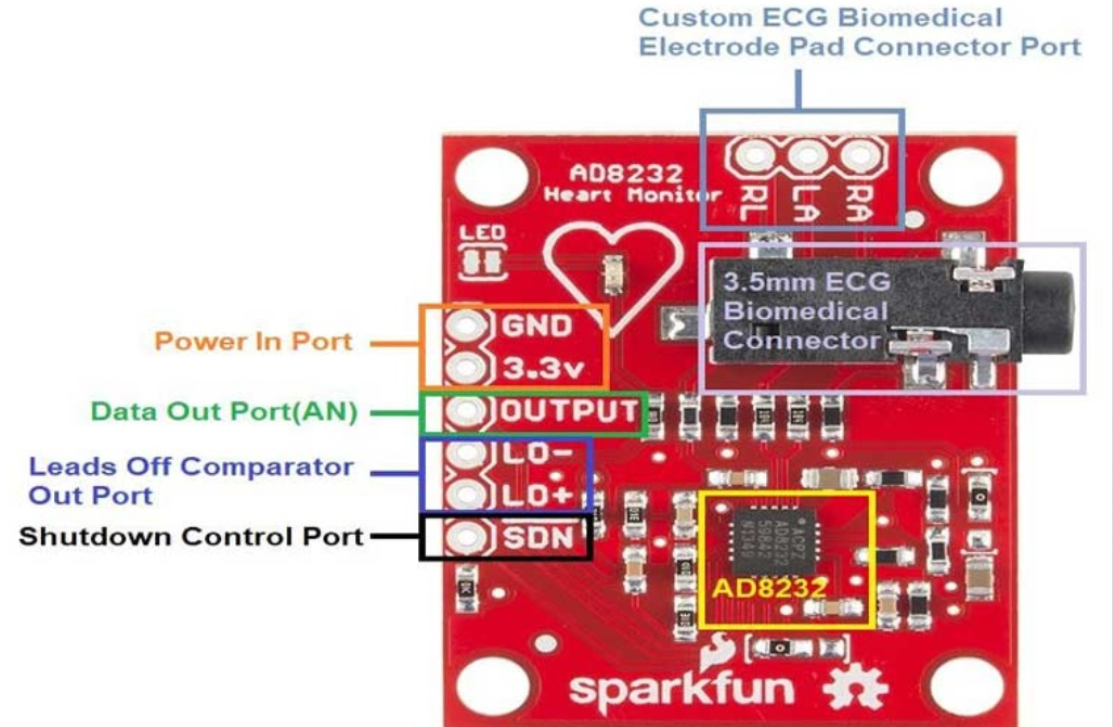 Custom ECG Biomedical
Electrode Pad Connector Port
AD8232
Heart Monitor
RL
LA
RA
LED
3.5mm ECG
Biomedical
Connector
Power In Port
GND
3.3v
Data Out Port(AN)
OUTPUT
Leads Off Comparator
Out Port
LO-
LO+
Shutdown Control Port
SDN
ACPZ
AD8232
AD8232
sparkfun